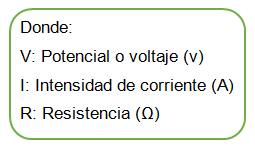 Donde:
V: Potencial o voltaje (v)
I: Intensidad de corriente (A)
R: Resistencia (Ω)